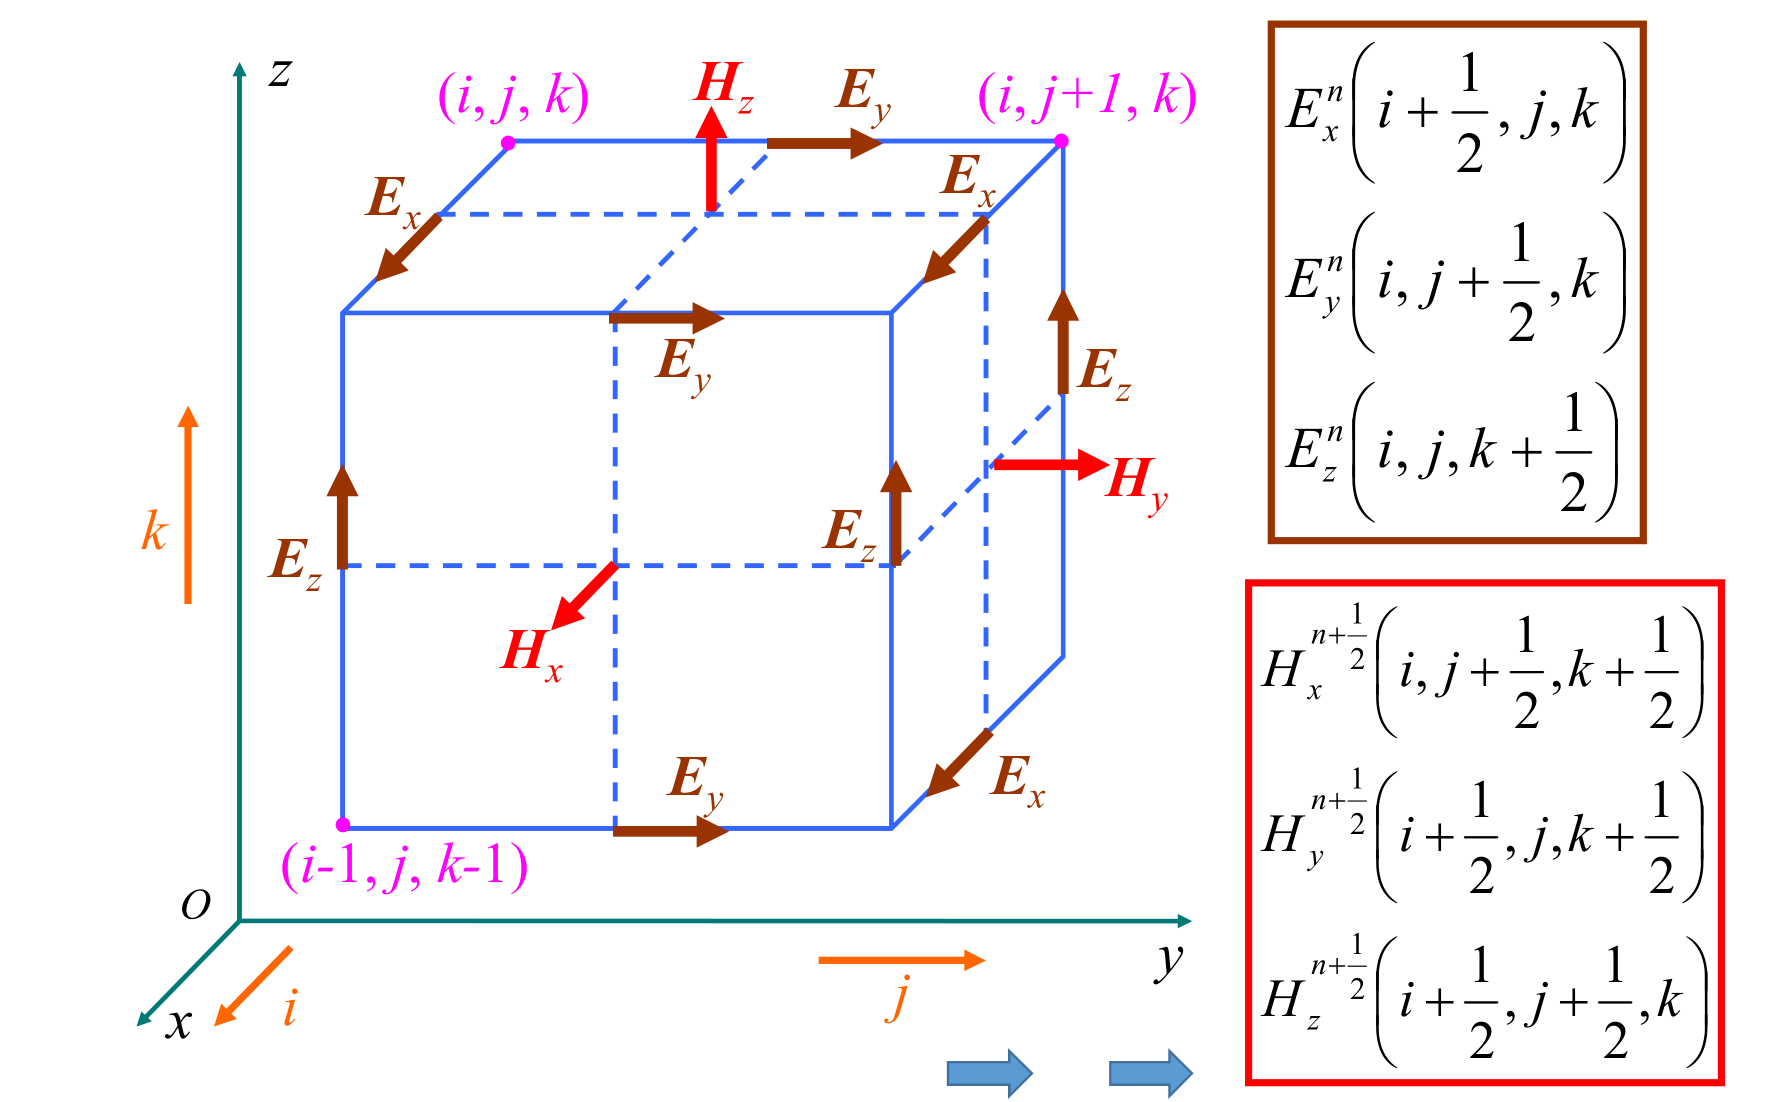 z
(i, j, k)
H_z
E_y
(i, j+1, k)
E_x
E_x
E_y
E_z
H_y
k
E_z
E_z
H_x
E_y
E_x
(i-1, j, k-1)
O
y
x
i
j
E_x^n(i + 1/2, j, k)
E_y^n(i, j + 1/2, k)
E_z^n(i, j, k + 1/2)
H_x^{n+1/2}(i, j + 1/2, k + 1/2)
H_y^{n+1/2}(i + 1/2, j, k + 1/2)
H_z^{n+1/2}(i + 1/2, j + 1/2, k)